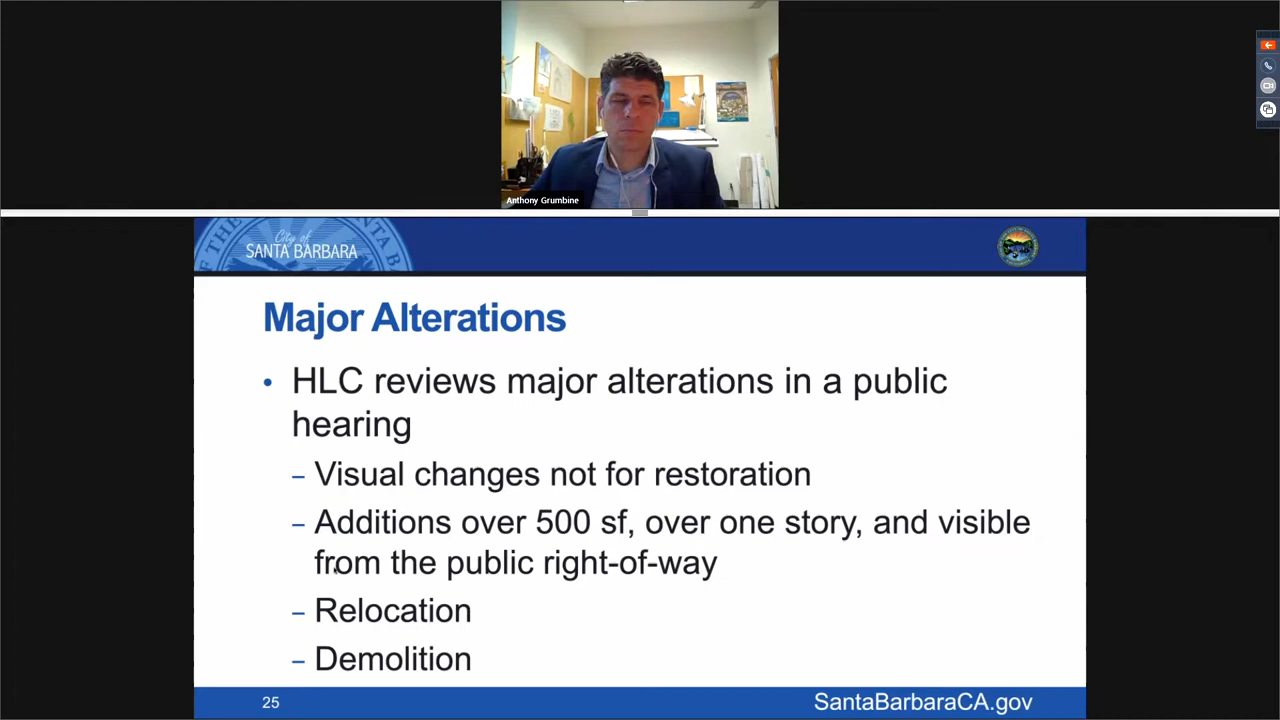 Anthony Grumbine
City of
SANTA BARBARA
Major Alterations
• HLC reviews major alterations in a public
hearing
– Visual changes not for restoration
– Additions over 500 sf, over one story, and visible
from the public right-of-way
– Relocation
– Demolition
25
SantaBarbaraCA.gov